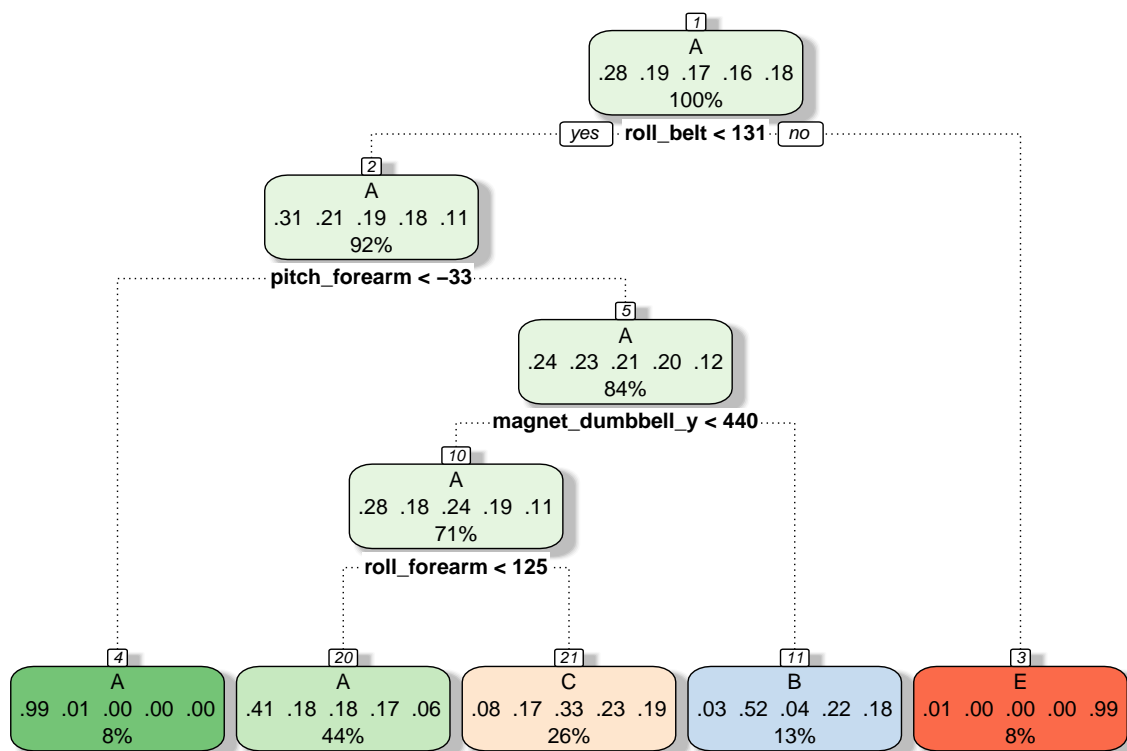 1
A
.28 .19 .17 .16 .18
100%
yes roll_belt < 131 no
2
A
.31 .21 .19 .18 .11
92%
pitch_forearm < −33
5
A
.24 .23 .21 .20 .12
84%
magnet_dumbbell_y < 440
10
A
.28 .18 .24 .19 .11
71%
roll_forearm < 125
4
A
.99 .01 .00 .00 .00
8%
20
A
.41 .18 .18 .17 .06
44%
21
C
.08 .17 .33 .23 .19
26%
11
B
.03 .52 .04 .22 .18
13%
3
E
.01 .00 .00 .00 .99
8%